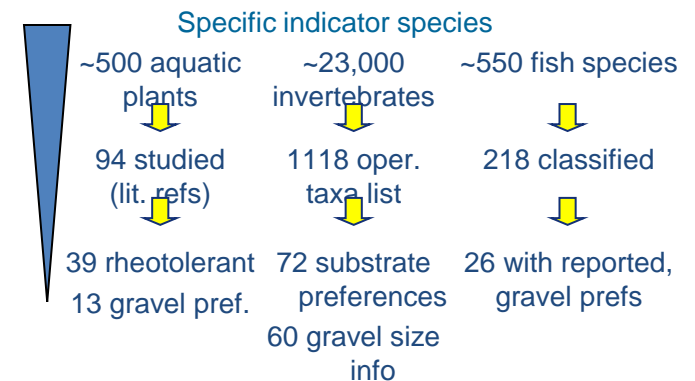 Specific indicator species
~500 aquatic
plants
~23,000
invertebrates
~550 fish species
94 studied
(lit. refs)
1118 oper.
taxa list
218 classified
39 rheotolerant
13 gravel pref.
72 substrate
preferences
60 gravel size
info
26 with reported,
gravel prefs